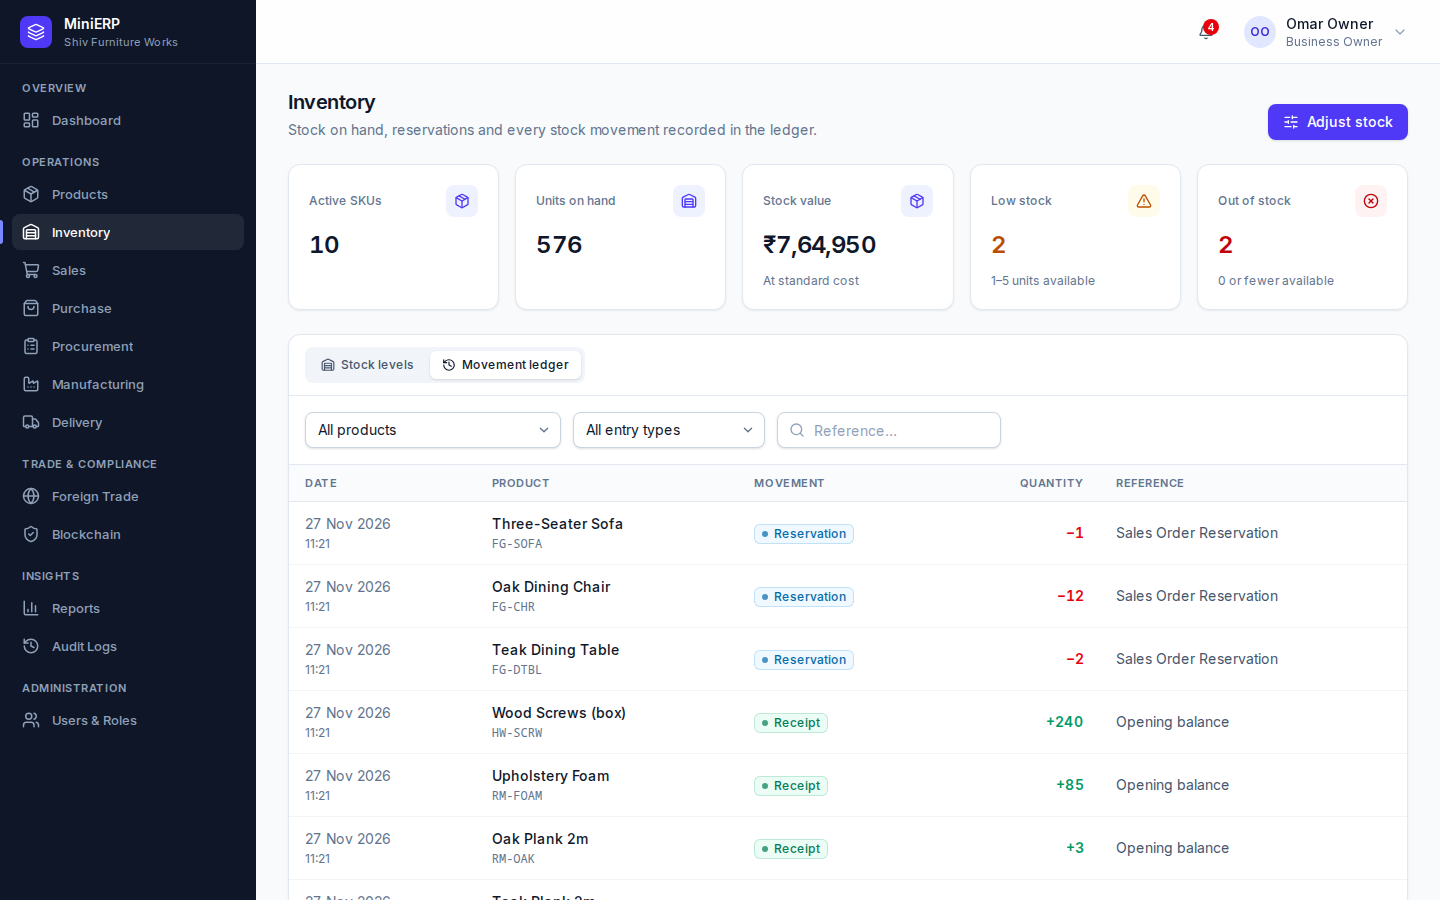 MiniERP
Shiv Furniture Works
OVERVIEW
Dashboard
OPERATIONS
Products
Inventory
Sales
Purchase
Procurement
Manufacturing
Delivery
TRADE & COMPLIANCE
Foreign Trade
Blockchain
INSIGHTS
Reports
Audit Logs
ADMINISTRATION
Users & Roles
4
OO
Omar Owner
Business Owner
Inventory
Stock on hand, reservations and every stock movement recorded in the ledger.
Adjust stock
Active SKUs
10
Units on hand
576
Stock value
₹7,64,950
At standard cost
Low stock
2
1–5 units available
Out of stock
2
0 or fewer available
Stock levels
Movement ledger
All products
All entry types
Reference...
DATE PRODUCT MOVEMENT QUANTITY REFERENCE
27 Nov 2026 Three-Seater Sofa Reservation −1 Sales Order Reservation
11:21 FG-SOFA
27 Nov 2026 Oak Dining Chair Reservation −12 Sales Order Reservation
11:21 FG-CHR
27 Nov 2026 Teak Dining Table Reservation −2 Sales Order Reservation
11:21 FG-DTBL
27 Nov 2026 Wood Screws (box) Receipt +240 Opening balance
11:21 HW-SCRW
27 Nov 2026 Upholstery Foam Receipt +85 Opening balance
11:21 RM-FOAM
27 Nov 2026 Oak Plank 2m Receipt +3 Opening balance
11:21 RM-OAK
27 Nov 2026 Teak Plank 2m